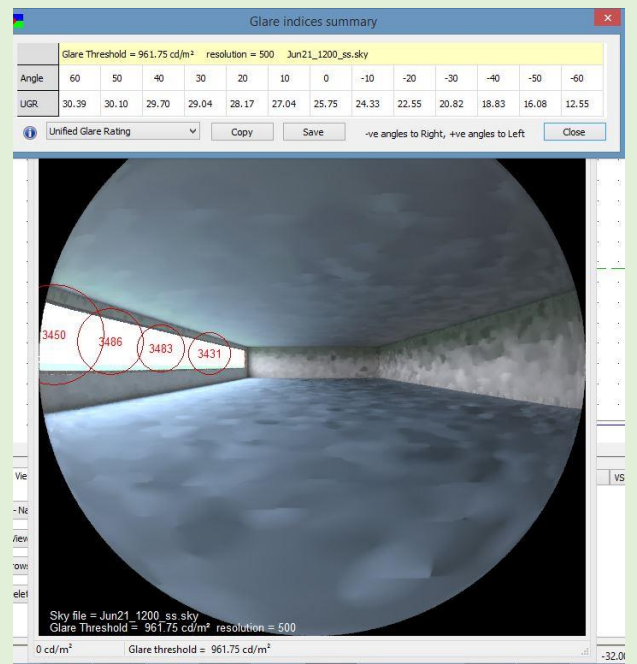 Glare indices summary
Glare Threshold = 961.75 cd/m² resolution = 500 Jun21_1200_ss.sky
Angle 60 50 40 30 20 10 0 -10 -20 -30 -40 -50 -60
UGR 30.39 30.10 29.70 29.04 28.17 27.04 25.75 24.33 22.55 20.82 18.83 16.08 12.55
Unified Glare Rating Copy Save -ve angles to Right, +ve angles to Left Close
3450 3486 3483 3431
Vie
VS
- Na
Sky file = Jun21_1200_ss.sky
Glare Threshold = 961.75 cd/m² resolution = 500
0 cd/m² Glare threshold = 961.75 cd/m²
-32.00